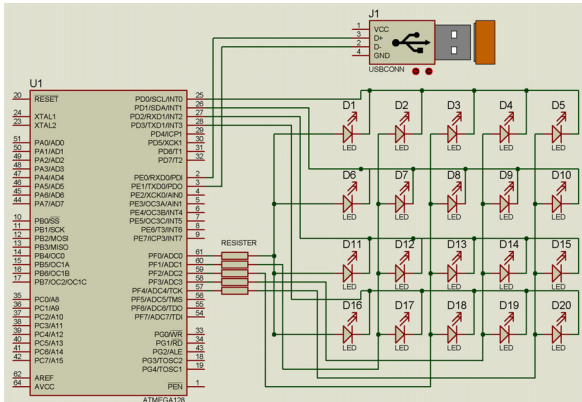 J1
1 VCC
3 D+
2 D-
4 GND
USBCONN
U1
20 RESET PD0/SCL/INT0 25
PD1/SDA/INT1 26
24 XTAL1 PD2/RXD1/INT2 27
23 XTAL2 PD3/TXD1/INT3 28
PD4/ICP1 29
51 PA0/AD0 PD5/XCK1 30
50 PA1/AD1 PD6/T1 31
49 PA2/AD2 PD7/T2 32
48 PA3/AD3
47 PA4/AD4 PE0/RXD0/PDI 2
46 PA5/AD5 PE1/TXD0/PDO 3
45 PA6/AD6 PE2/XCK0/AIN0 4
44 PA7/AD7 PE3/OC3A/AIN1 5
PE4/OC3B/INT4 6
10 PB0/SS PE5/OC3C/INT5 7
11 PB1/SCK PE6/T3/INT6 8
12 PB2/MOSI PE7/ICP3/INT7 9
13 PB3/MISO
14 PB4/OC0 PF0/ADC0 61
15 PB5/OC1A PF1/ADC1 60
16 PB6/OC1B PF2/ADC2 59
17 PB7/OC2/OC1C PF3/ADC3 58
PF4/ADC4/TCK 57
35 PC0/A8 PF5/ADC5/TMS 56
36 PC1/A9 PF6/ADC6/TDO 55
37 PC2/A10 PF7/ADC7/TDI 54
38 PC3/A11
39 PC4/A12 PG0/WR 33
40 PC5/A13 PG1/RD 34
41 PC6/A14 PG2/ALE 43
42 PC7/A15 PG3/TOSC2 18
PG4/TOSC1 19
62 AREF
64 AVCC PEN 1
ATMEGA128
RESISTER
D1 D2 D3 D4 D5
LED LED LED LED LED
D6 D7 D8 D9 D10
LED LED LED LED LED
D11 D12 D13 D14 D15
LED LED LED LED LED
D16 D17 D18 D19 D20
LED LED LED LED LED